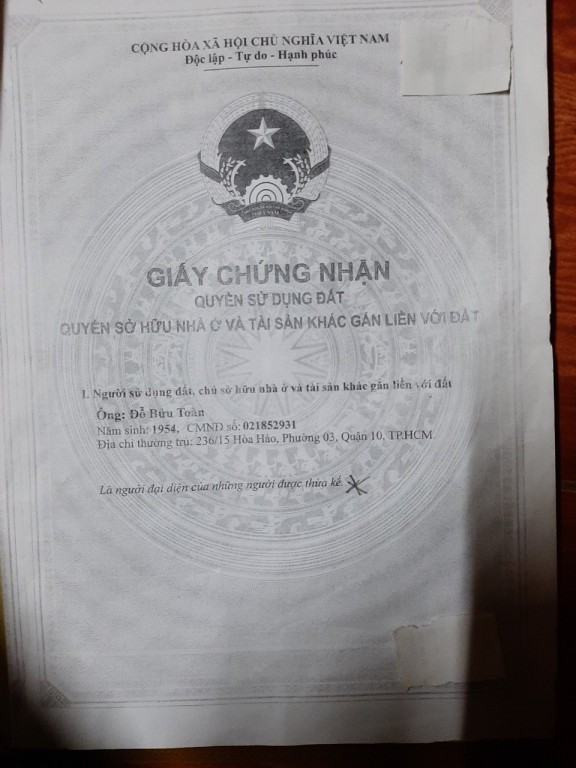 CỘNG HÒA XÃ HỘI CHỦ NGHĨA VIỆT NAM
Độc lập - Tự do - Hạnh phúc
GIẤY CHỨNG NHẬN
QUYỀN SỬ DỤNG ĐẤT
QUYỀN SỞ HỮU NHÀ Ở VÀ TÀI SẢN KHÁC GẮN LIỀN VỚI ĐẤT
I. Người sử dụng đất, chủ sở hữu nhà ở và tài sản khác gắn liền với đất
Ông: Đỗ Bửu Toàn
Năm sinh: 1954, CMND số: 021852931
Địa chỉ thường trú: 236/15 Hòa Hảo, Phường 03, Quận 10, TP.HCM
Là người đại diện của những người được thừa kế.